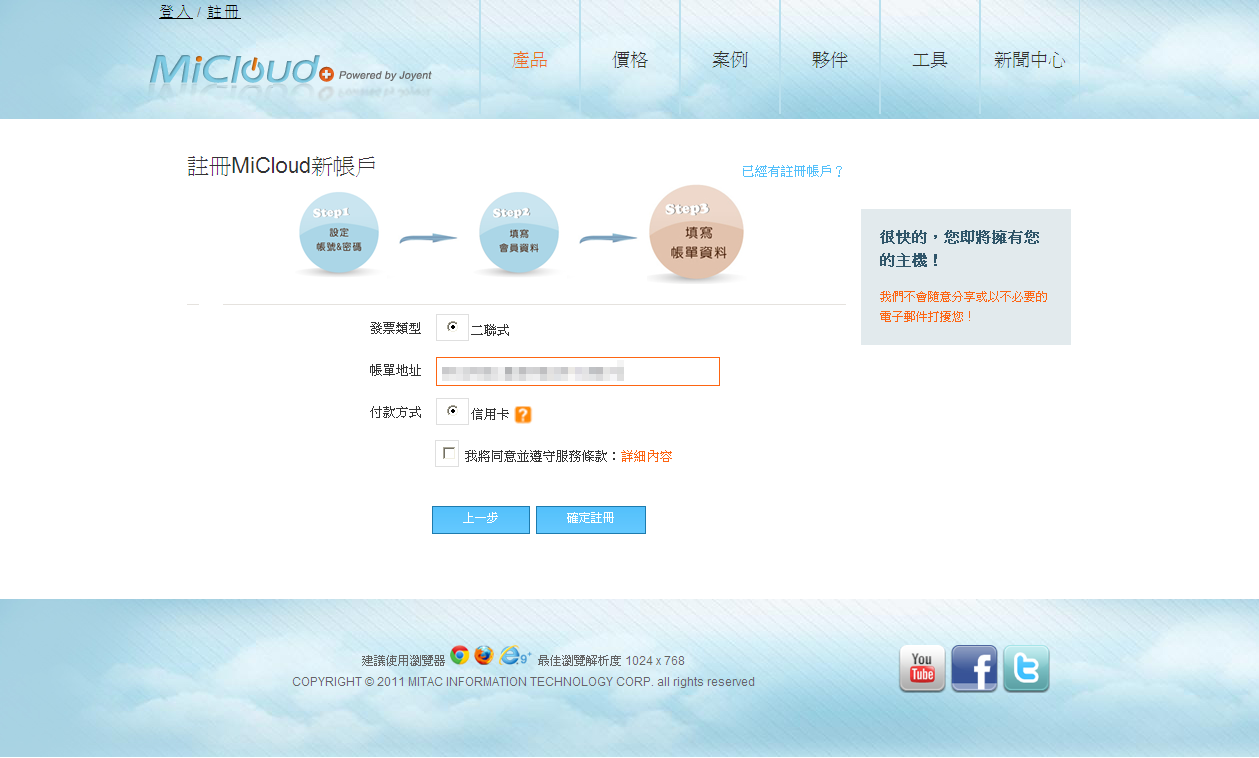 登入 / 註冊
MiCloud Powered by Joyent
產品 價格 案例 夥伴 工具 新聞中心
註冊MiCloud新帳戶
已經有註冊帳戶？
Step1
設定
帳號&密碼
Step2
填寫
會員資料
Step3
填寫
帳單資料
很快的，您即將擁有您
的主機！
我們不會隨意分享或以不必要的
電子郵件打擾您！
發票類型 二聯式
帳單地址
付款方式 信用卡 ?
我將同意並遵守服務條款：詳細內容
上一步 確定註冊
建議使用瀏覽器 9+ 最佳瀏覽解析度 1024 x 768
COPYRIGHT © 2011 MITAC INFORMATION TECHNOLOGY CORP. all rights reserved
You Tube f t